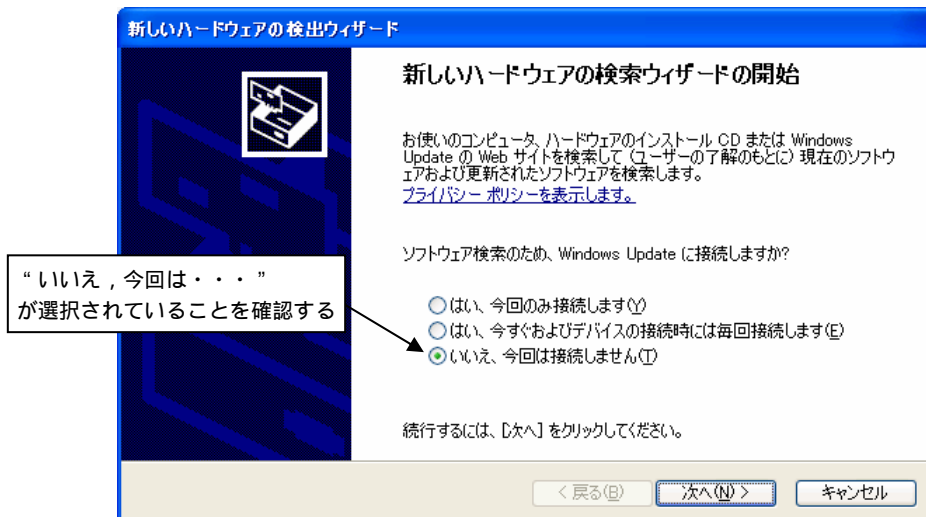 新しいハードウェアの検出ウィザード
新しいハードウェアの検索ウィザードの開始
お使いのコンピュータ、ハードウェアのインストール CD または Windows
Update の Web サイトを検索して (ユーザーの了解のもとに) 現在のソフトウ
ェアおよび更新されたソフトウェアを検索します。
プライバシー ポリシーを表示します。
ソフトウェア検索のため、Windows Update に接続しますか?
“いいえ，今回は・・・”
が選択されていることを確認する
はい、今回のみ接続します(Y)
はい、今すぐおよびデバイスの接続時には毎回接続します(E)
いいえ、今回は接続しません(T)
続行するには、[次へ] をクリックしてください。
< 戻る(B) 次へ(N) > キャンセル